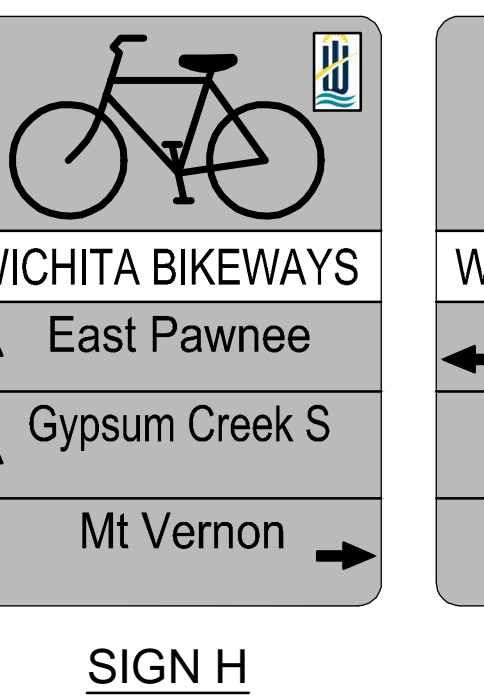 WICHITA BIKEWAYS
W
East Pawnee
Gypsum Creek S
Mt Vernon
SIGN H